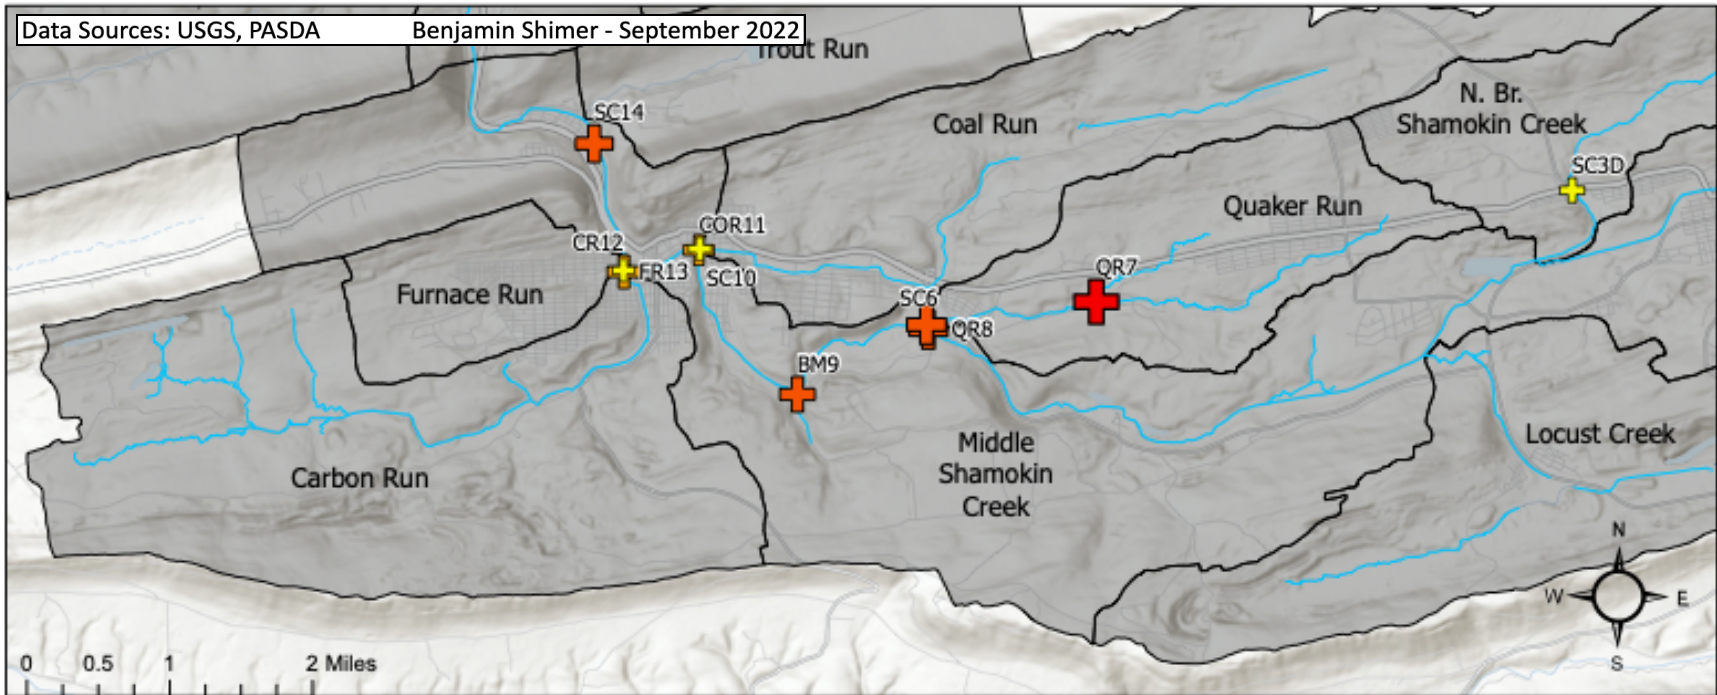 Data Sources: USGS, PASDA Benjamin Shimer - September 2022
Trout Run
N. Br.
Shamokin Creek
SC14
Coal Run
SC3D
Quaker Run
COR11
CR12
FR13
SC10
QR7
Furnace Run
SC6
QR8
BM9
Middle
Shamokin
Creek
Locust Creek
Carbon Run
N
W
E
S
0 0.5 1 2 Miles